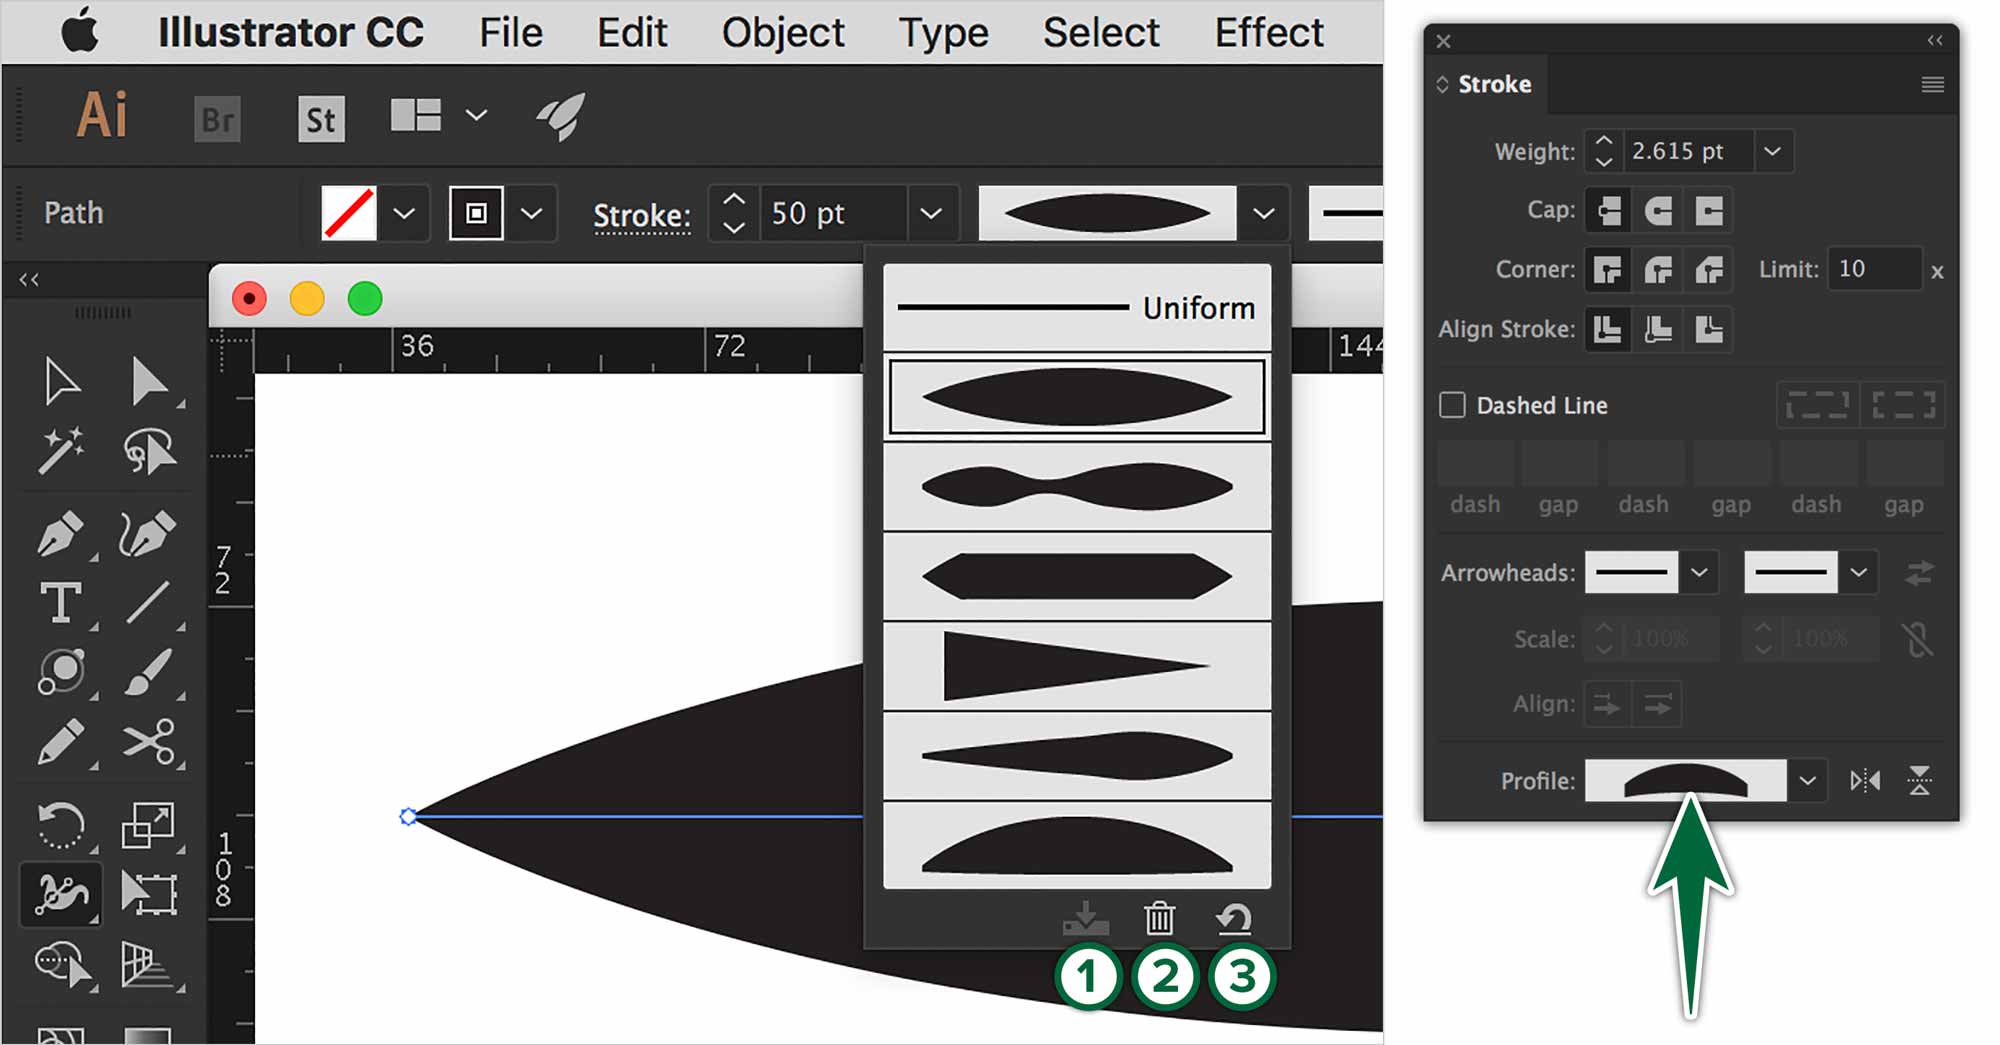 Illustrator CC File Edit Object Type Select Effect
Ai Br St
Path Stroke: 50 pt
36 72 144
Uniform
72
108
1 2 3
Stroke
Weight: 2.615 pt
Cap:
Corner: Limit: 10 x
Align Stroke:
Dashed Line
dash gap dash gap dash gap
Arrowheads:
Scale: 100% 100%
Align:
Profile: